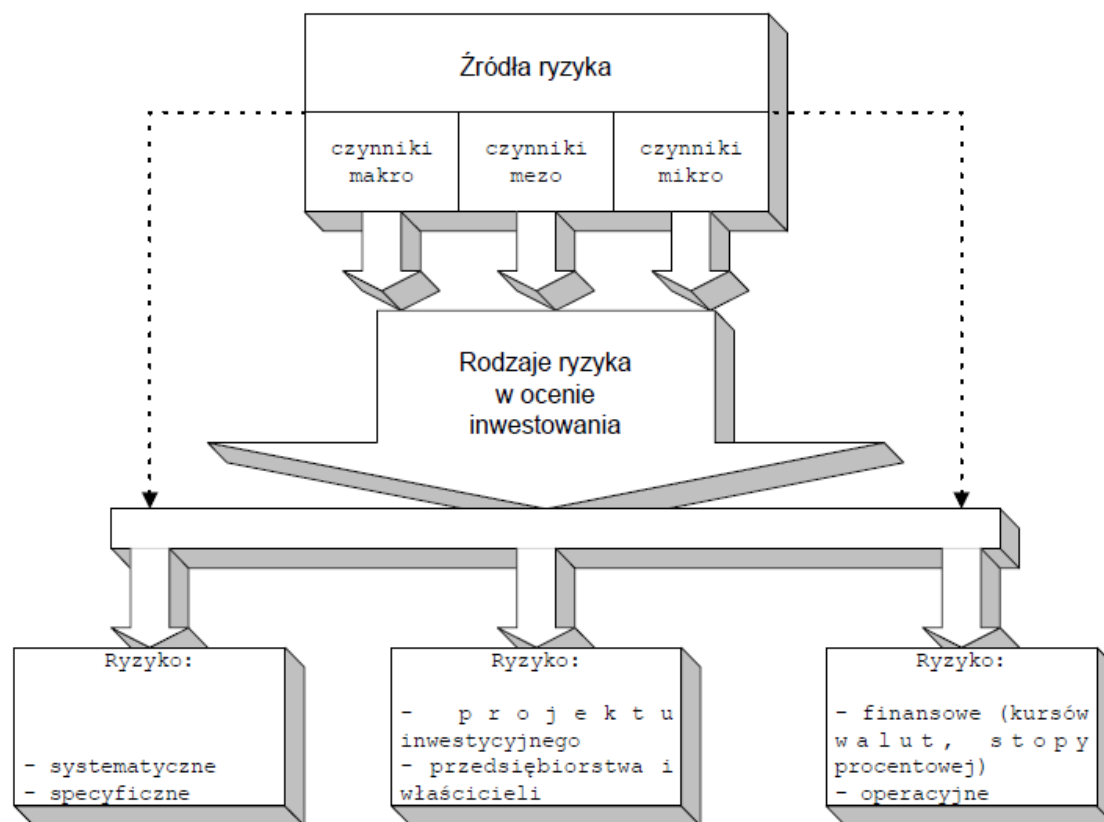 Źródła ryzyka
czynniki
makro
czynniki
mezo
czynniki
mikro
Rodzaje ryzyka
w ocenie
inwestowania
Ryzyko:
- systematyczne
- specyficzne
Ryzyko:
- projektu
inwestycyjnego
- przedsiębiorstwa i
właścicieli
Ryzyko:
- finansowe (kursów
walut, stopy
procentowej)
- operacyjne